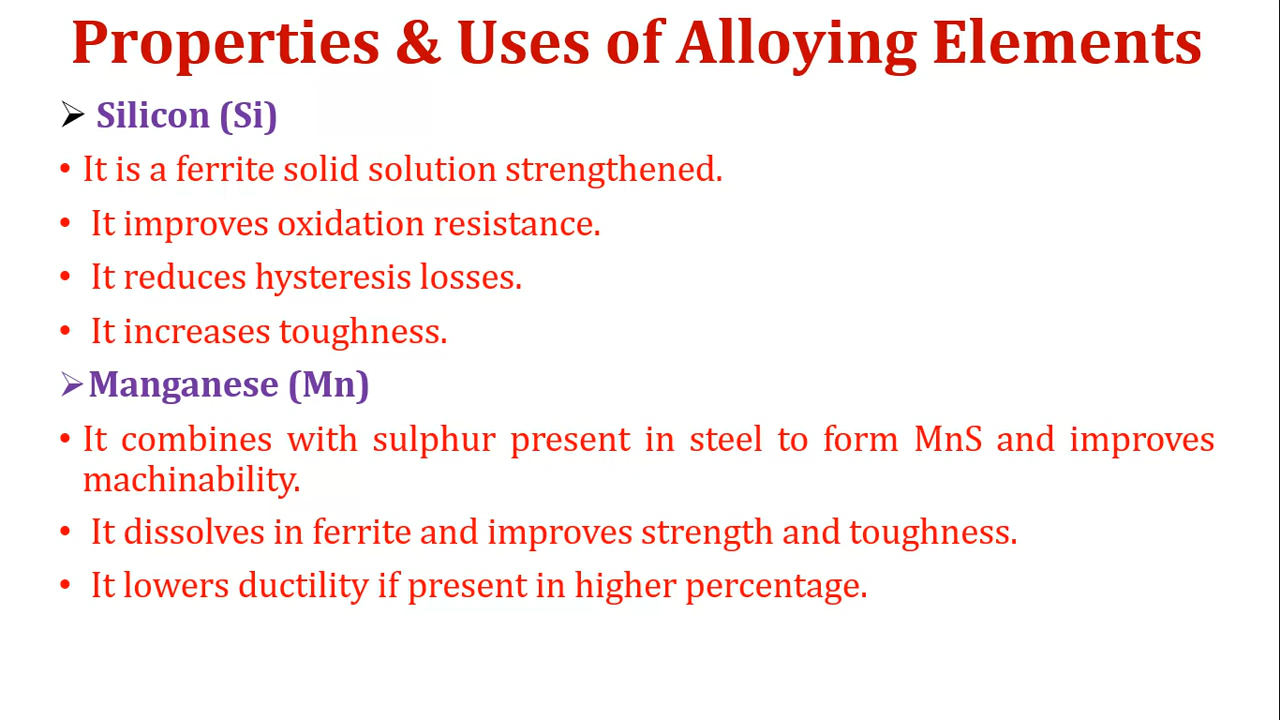 Properties & Uses of Alloying Elements
➢ Silicon (Si)
• It is a ferrite solid solution strengthened.
• It improves oxidation resistance.
• It reduces hysteresis losses.
• It increases toughness.
➢Manganese (Mn)
• It combines with sulphur present in steel to form MnS and improves
machinability.
• It dissolves in ferrite and improves strength and toughness.
• It lowers ductility if present in higher percentage.